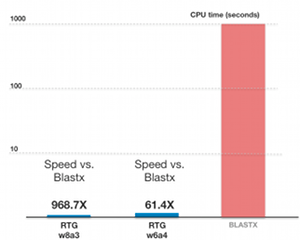 CPU time (seconds)
1000
100
10
Speed vs.
Blastx
968.7X
Speed vs.
Blastx
61.4X
RTG
w8a3
RTG
w6a4
BLASTX